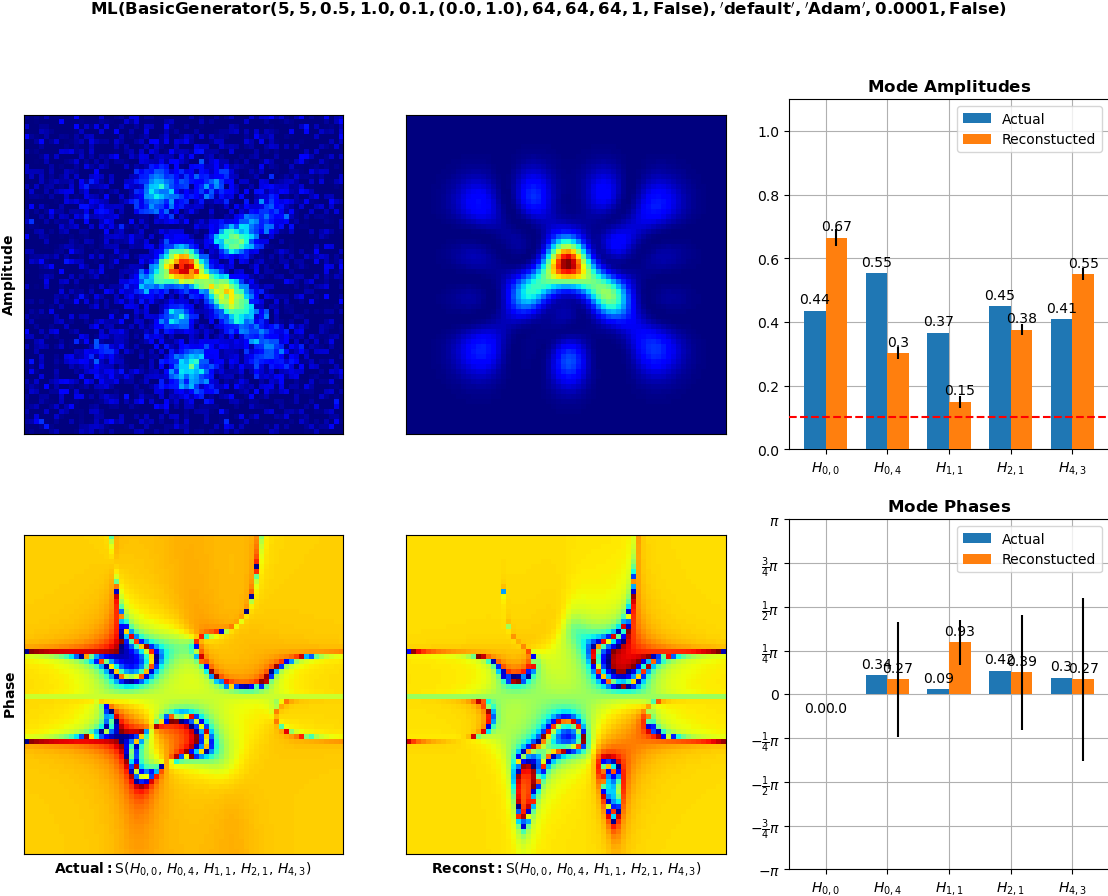 ML(BasicGenerator(5, 5, 0.5, 1.0, 0.1, (0.0, 1.0), 64, 64, 64, 1, False), ′default′, ′Adam′, 0.0001, False)
Mode Amplitudes
Actual
Reconstucted
1.0
0.8
0.6
0.4
0.2
0.0
0.44
0.67
0.55
0.3
0.37
0.15
0.45
0.38
0.41
0.55
H0,0
H0,4
H1,1
H2,1
H4,3
Amplitude
Mode Phases
Actual
Reconstucted
π
3/4π
1/2π
1/4π
0
−1/4π
−1/2π
−3/4π
−π
0.0
0.0
0.34
0.27
0.09
0.93
0.42
0.39
0.3
0.27
H0,0
H0,4
H1,1
H2,1
H4,3
Phase
Actual: S(H0,0, H0,4, H1,1, H2,1, H4,3)
Reconst: S(H0,0, H0,4, H1,1, H2,1, H4,3)